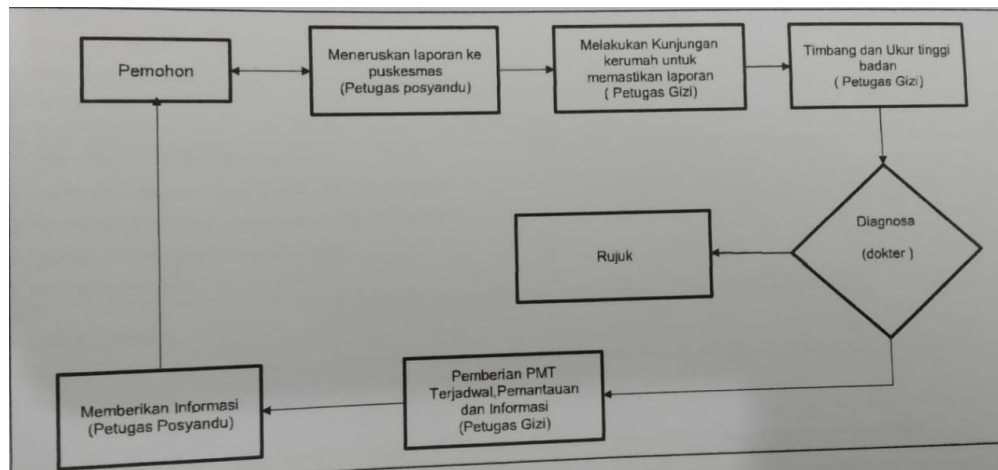 Pemohon
Meneruskan laporan ke
puskesmas
(Petugas posyandu)
Melakukan Kunjungan
kerumah untuk
memastikan laporan
( Petugas Gizi)
Timbang dan Ukur tinggi
badan
( Petugas Gizi)
Diagnosa
(dokter )
Rujuk
Pemberian PMT
Terjadwal,Pemantauan
dan Informasi
(Petugas Gizi)
Memberikan Informasi
(Petugas Posyandu)